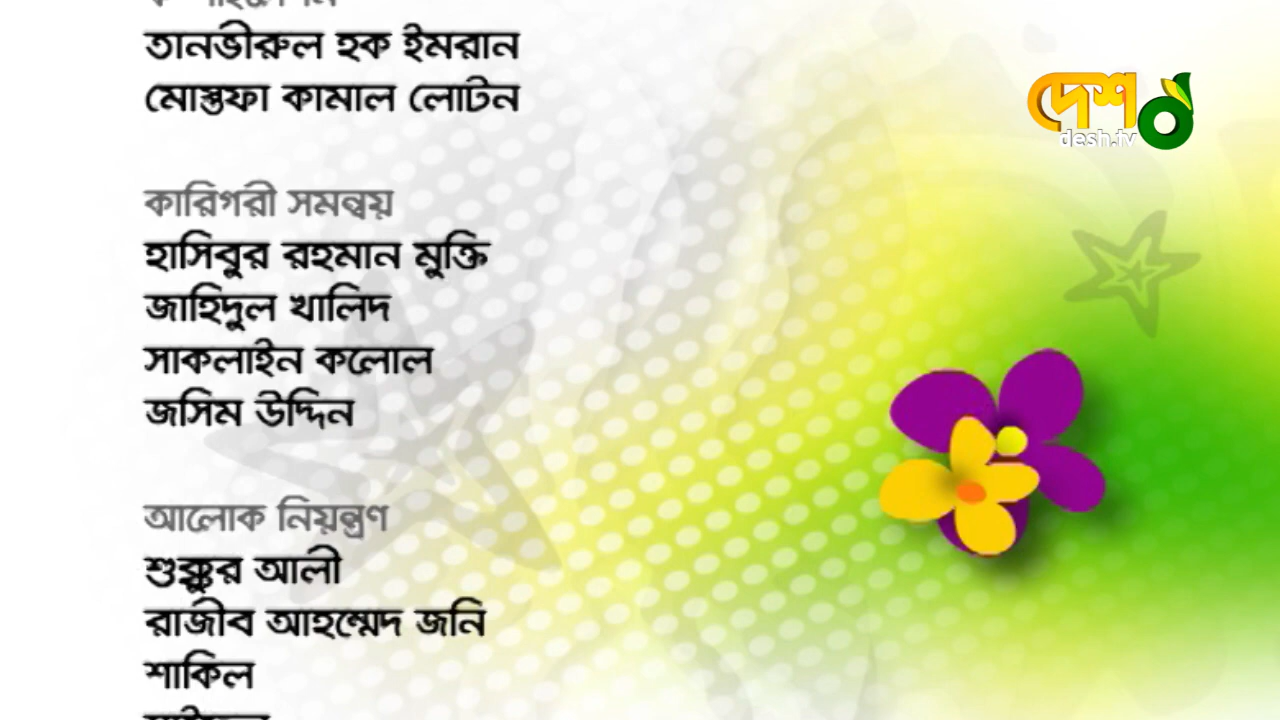 তানভীরুল হক ইমরান
মোস্তফা কামাল লোটন
কারিগরী সমন্বয়
হাসিবুর রহমান মুক্তি
জাহিদুল খালিদ
সাকলাইন কলোল
জসিম উদ্দিন
আলোক নিয়ন্ত্রণ
শুক্কুর আলী
রাজীব আহম্মেদ জনি
শাকিল
দেশ
desh.tv